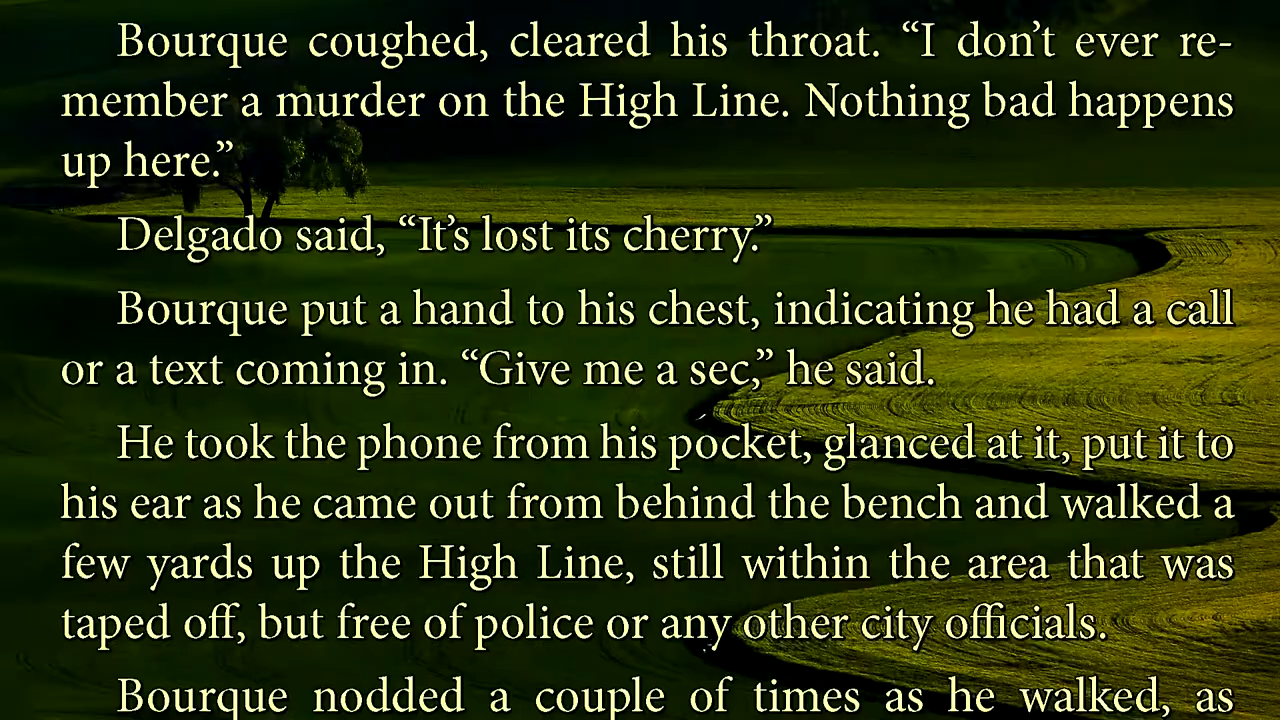 Bourque coughed, cleared his throat. “I don’t ever re-
member a murder on the High Line. Nothing bad happens
up here.”
Delgado said, “It’s lost its cherry.”
Bourque put a hand to his chest, indicating he had a call
or a text coming in. “Give me a sec,” he said.
He took the phone from his pocket, glanced at it, put it to
his ear as he came out from behind the bench and walked a
few yards up the High Line, still within the area that was
taped off, but free of police or any other city officials.
Bourque nodded a couple of times as he walked, as